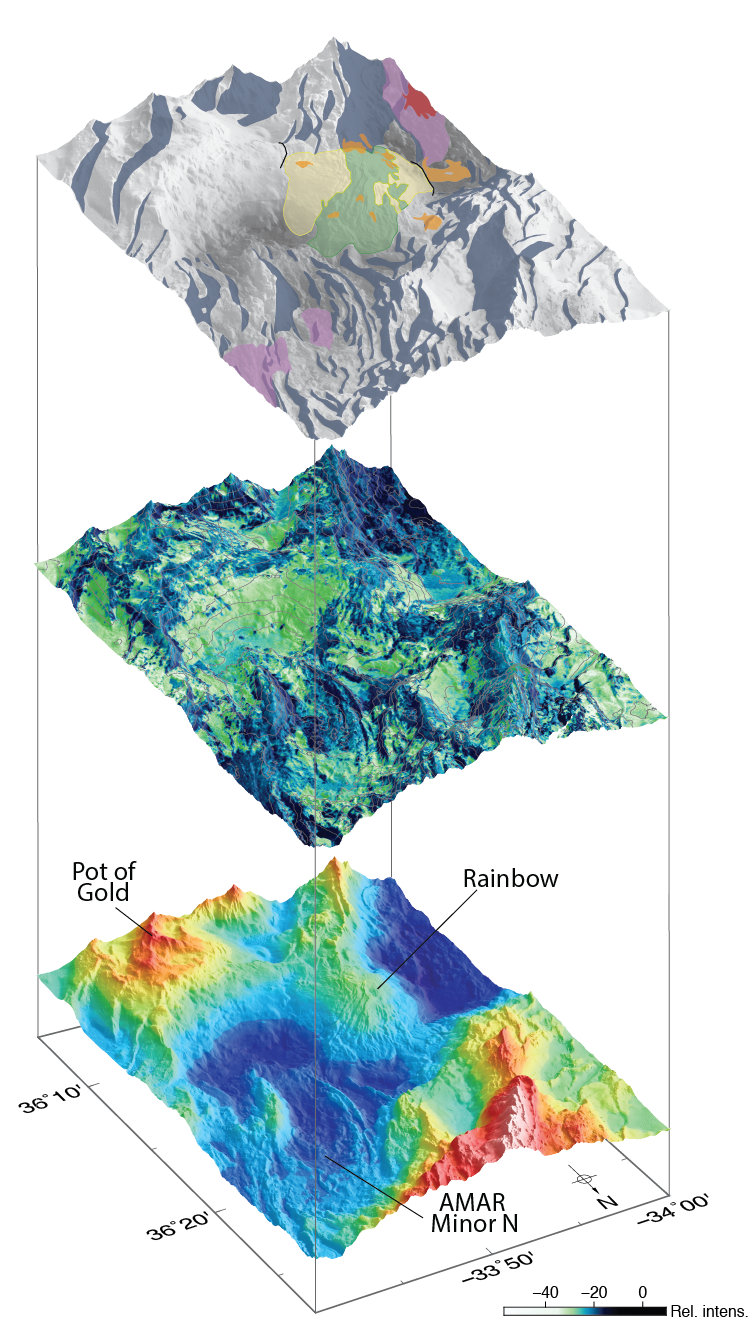 Pot of
Gold
Rainbow
36°10'
36°20'
AMAR
Minor N
N
−34°00'
−33°50'
−40 −20 0
Rel. intens.